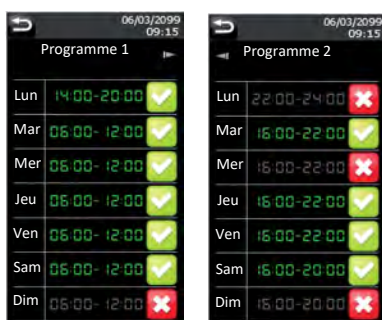 06/03/2099
09:15
Programme 1
Lun 14:00-20:00
Mar 06:00-12:00
Mer 06:00-12:00
Jeu 06:00-12:00
Ven 06:00-12:00
Sam 06:00-12:00
Dim 06:00-12:00
06/03/2099
09:15
Programme 2
Lun 22:00-24:00
Mar 16:00-22:00
Mer 16:00-22:00
Jeu 16:00-22:00
Ven 16:00-22:00
Sam 16:00-20:00
Dim 16:00-20:00